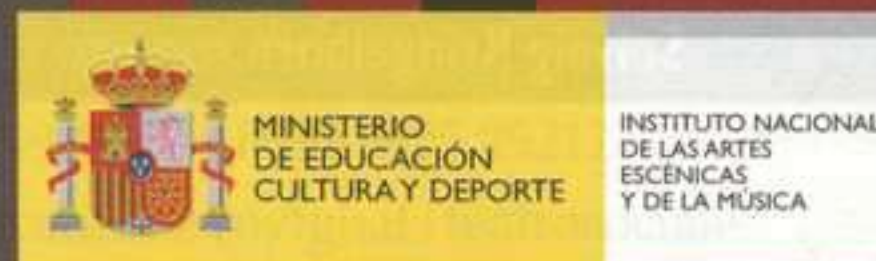 MINISTERIO
DE EDUCACIÓN
CULTURA Y DEPORTE
INSTITUTO NACIONAL
DE LAS ARTES
ESCÉNICAS
Y DE LA MÚSICA